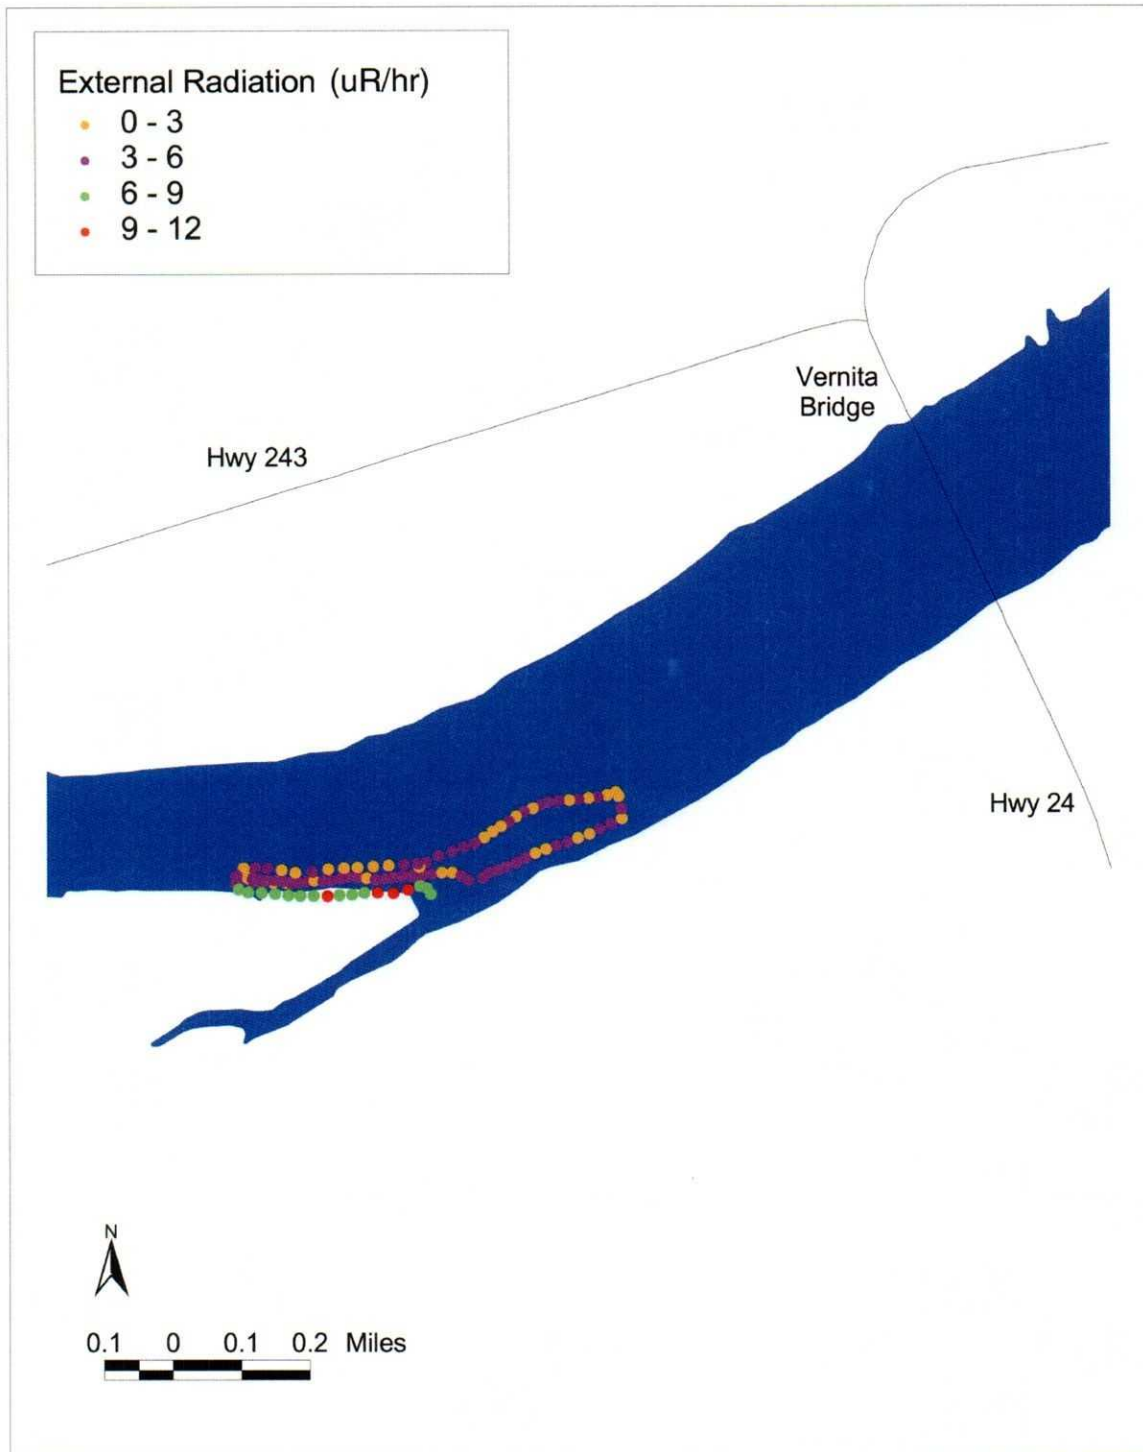 External Radiation (uR/hr)
0 - 3
3 - 6
6 - 9
9 - 12
Vernita
Bridge
Hwy 243
Hwy 24
N
0.1 0 0.1 0.2 Miles